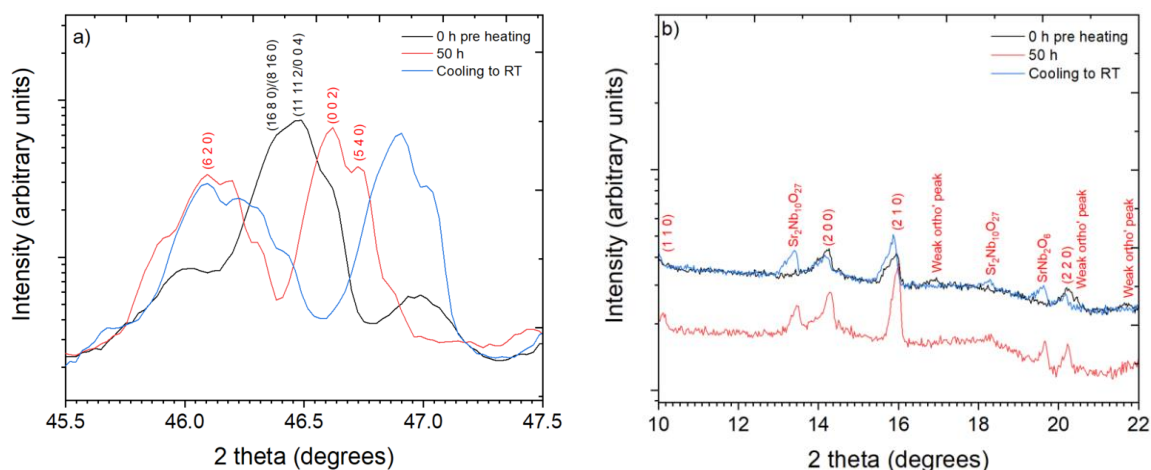 a)
0 h pre heating
50 h
Cooling to RT
(6 2 0)
(16 8 0)/(8 16 0)
(11 11 2/0 0 4)
(0 0 2)
(5 4 0)
Intensity (arbitrary units)
45.5 46.0 46.5 47.0 47.5
2 theta (degrees)
b)
0 h pre heating
50 h
Cooling to RT
(1 1 0)
Sr2Nb10O27
(2 0 0)
(2 1 0)
Weak ortho' peak
Sr2Nb10O27
SrNb2O6
(2 2 0)
Weak ortho' peak
Weak ortho' peak
Intensity (arbitrary units)
10 12 14 16 18 20 22
2 theta (degrees)